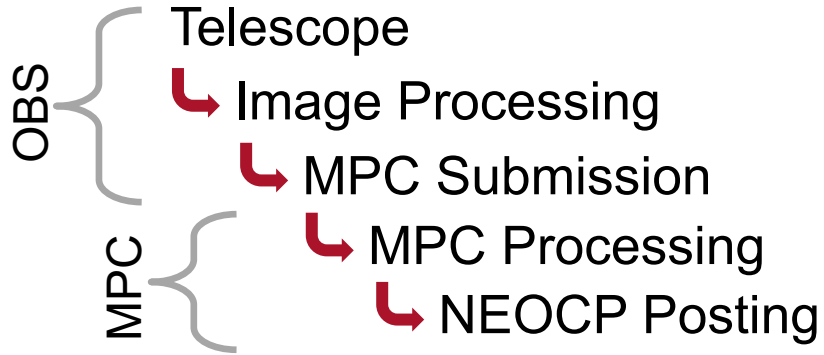 OBS
Telescope
Image Processing
MPC Submission
MPC
MPC Processing
NEOCP Posting